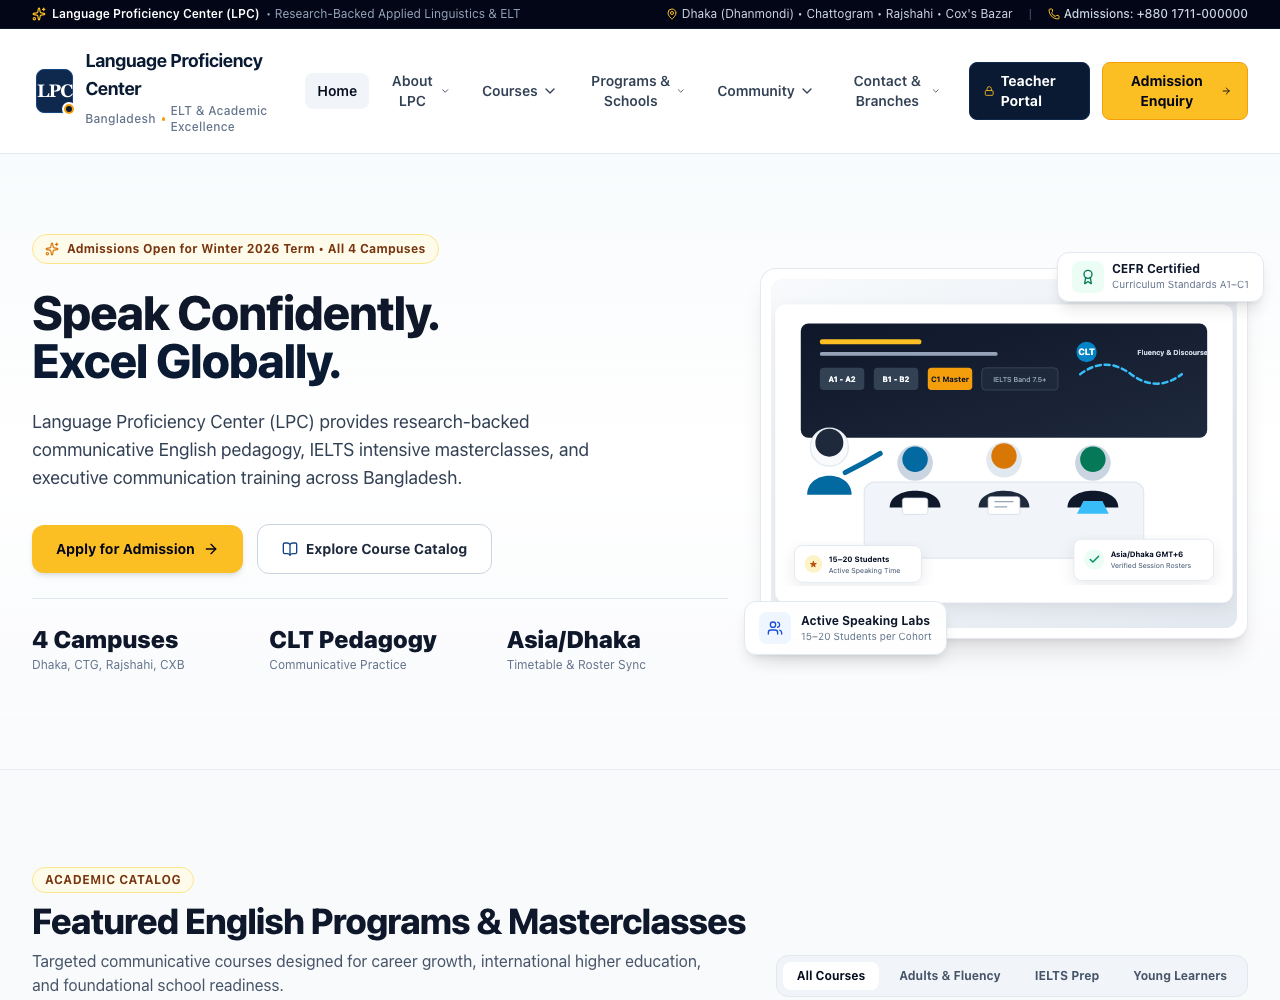 Language Proficiency Center (LPC) • Research-Backed Applied Linguistics & ELT
Dhaka (Dhanmondi) • Chattogram • Rajshahi • Cox's Bazar | Admissions: +880 1711-000000
LPC
Language Proficiency
Center
Bangladesh • ELT & Academic
Excellence
Home
About
LPC
Courses
Programs &
Schools
Community
Contact &
Branches
Teacher
Portal
Admission
Enquiry
Admissions Open for Winter 2026 Term • All 4 Campuses
Speak Confidently.
Excel Globally.
Language Proficiency Center (LPC) provides research-backed
communicative English pedagogy, IELTS intensive masterclasses, and
executive communication training across Bangladesh.
Apply for Admission
Explore Course Catalog
4 Campuses
Dhaka, CTG, Rajshahi, CXB
CLT Pedagogy
Communicative Practice
Asia/Dhaka
Timetable & Roster Sync
CEFR Certified
Curriculum Standards A1–C1
CLT
Fluency & Discourse
A1 - A2
B1 - B2
C1 Master
IELTS Band 7.5+
15–20 Students
Active Speaking Time
Asia/Dhaka GMT+6
Verified Session Rosters
Active Speaking Labs
15–20 Students per Cohort
ACADEMIC CATALOG
Featured English Programs & Masterclasses
Targeted communicative courses designed for career growth, international higher education,
and foundational school readiness.
All Courses
Adults & Fluency
IELTS Prep
Young Learners